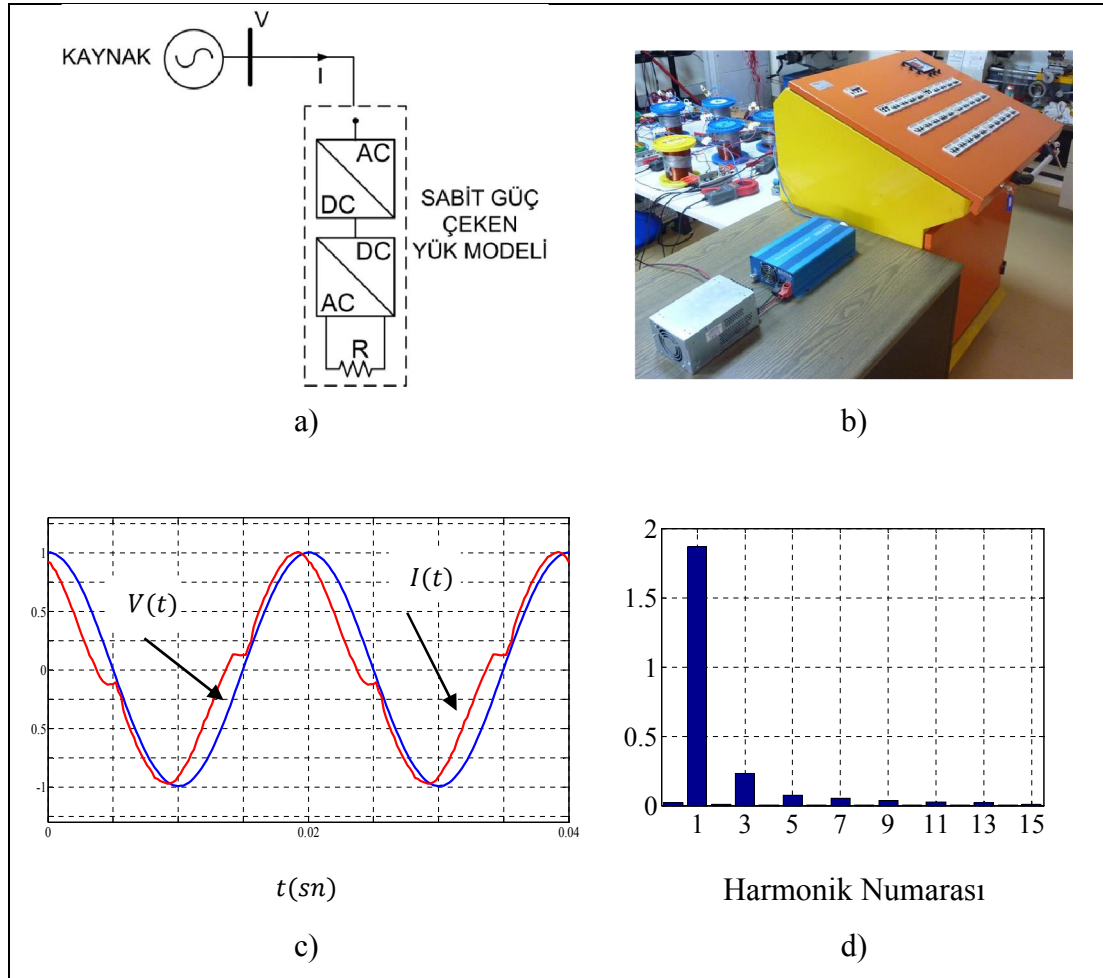 V
KAYNAK
I
AC
DC
DC
AC
R
SABİT GÜÇ
ÇEKEN
YÜK MODELİ
a)
b)
1
0.5
0
0.5
-1
0
0.02
0.04
V(t)
I(t)
t(sn)
c)
2
1.5
1
0.5
0
1 3 5 7 9 11 13 15
Harmonik Numarası
d)